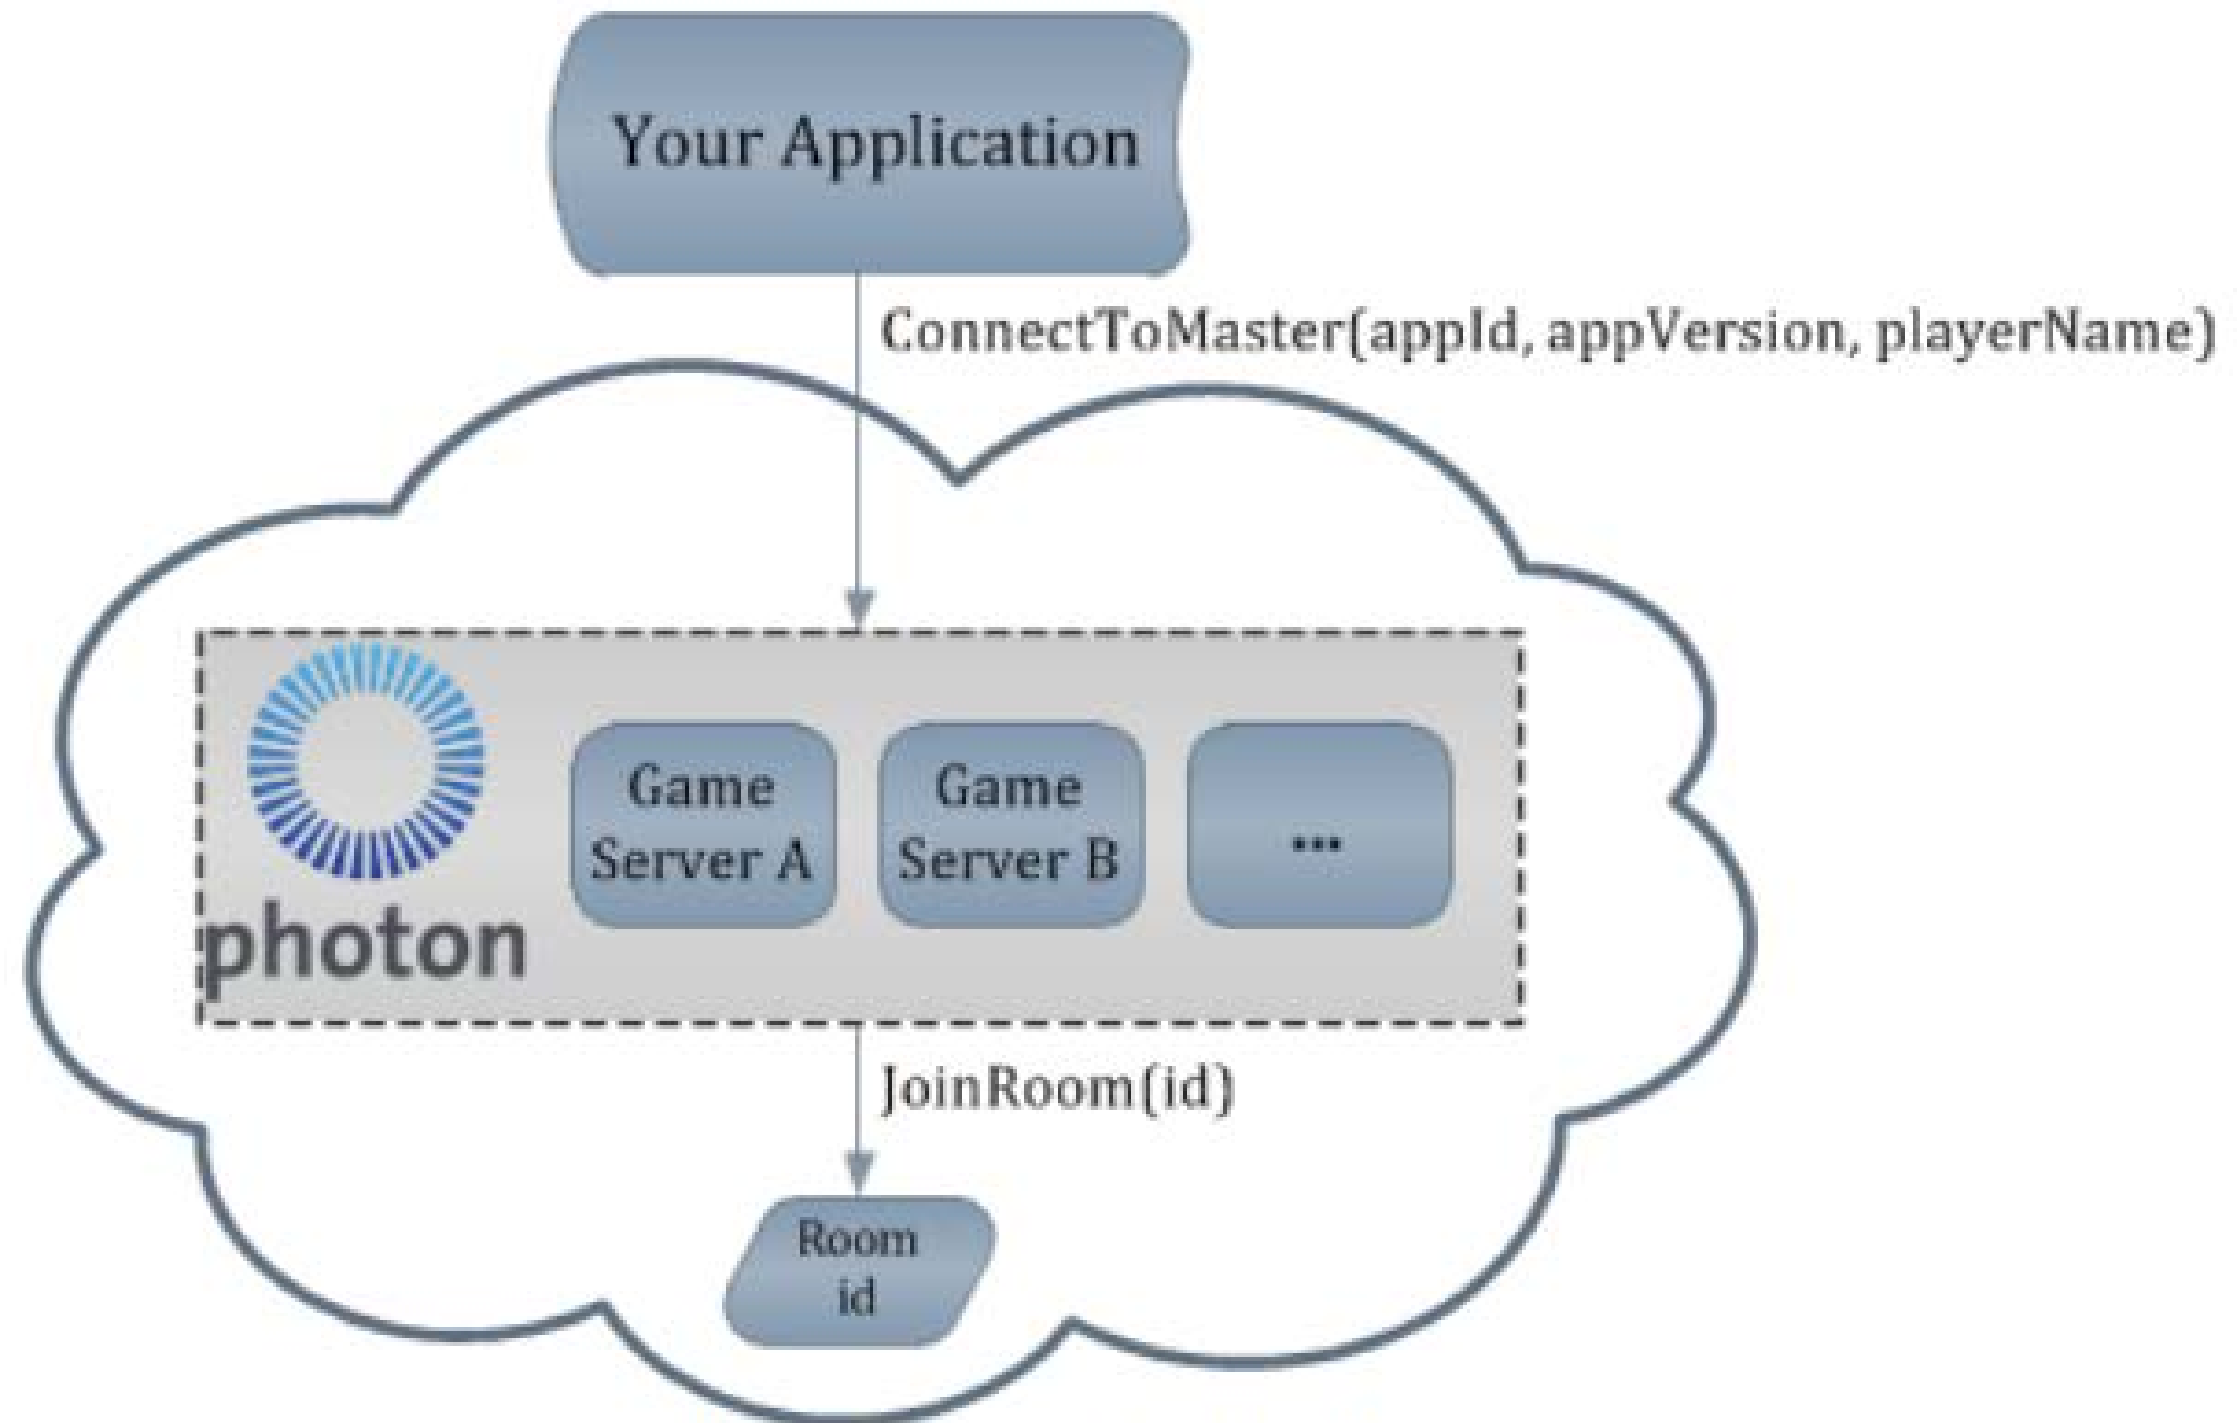 Your Application
ConnectToMaster(appId, appVersion, playerName)
Game
Server A
Game
Server B
...
photon
JoinRoom(id)
Room
id